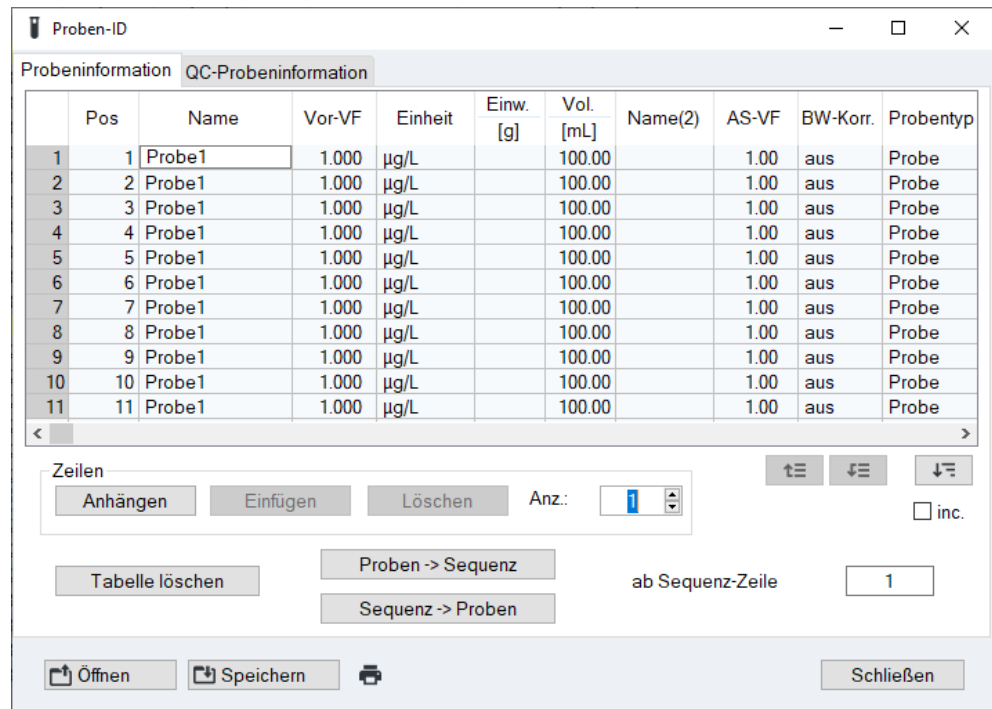 Proben-ID
Probeninformation QC-Probeninformation
Pos Name Vor-VF Einheit Einw. [g] Vol. [mL] Name(2) AS-VF BW-Korr. Probentyp
1 1 Probe1 1.000 µg/L 100.00 1.00 aus Probe
2 2 Probe1 1.000 µg/L 100.00 1.00 aus Probe
3 3 Probe1 1.000 µg/L 100.00 1.00 aus Probe
4 4 Probe1 1.000 µg/L 100.00 1.00 aus Probe
5 5 Probe1 1.000 µg/L 100.00 1.00 aus Probe
6 6 Probe1 1.000 µg/L 100.00 1.00 aus Probe
7 7 Probe1 1.000 µg/L 100.00 1.00 aus Probe
8 8 Probe1 1.000 µg/L 100.00 1.00 aus Probe
9 9 Probe1 1.000 µg/L 100.00 1.00 aus Probe
10 10 Probe1 1.000 µg/L 100.00 1.00 aus Probe
11 11 Probe1 1.000 µg/L 100.00 1.00 aus Probe
Zeilen
Anhängen Einfügen Löschen Anz.: 1
inc.
Proben -> Sequenz
Tabelle löschen ab Sequenz-Zeile 1
Sequenz -> Proben
Öffnen Speichern Schließen